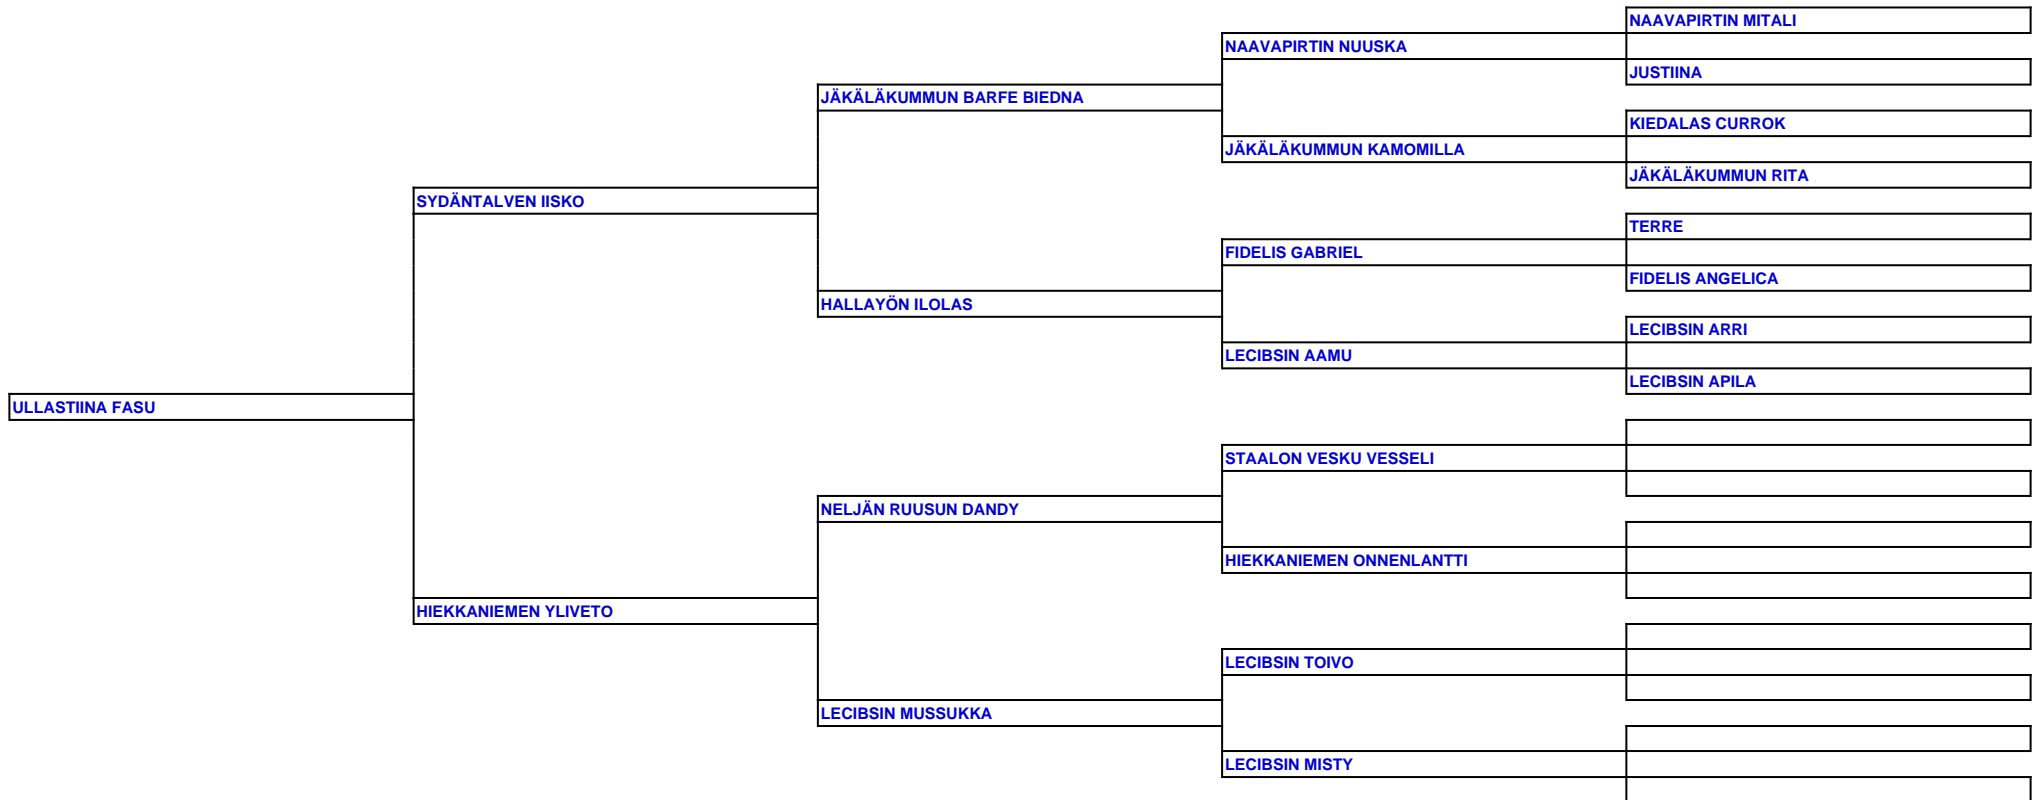 NAAVAPIRTIN MITALI
NAAVAPIRTIN NUUSKA
JUSTIINA
JÄKÄLÄKUMMUN BARFE BIEDNA
KIEDALAS CURROK
JÄKÄLÄKUMMUN KAMOMILLA
JÄKÄLÄKUMMUN RITA
SYDÄNTALVEN IISKO
TERRE
FIDELIS GABRIEL
FIDELIS ANGELICA
HALLAYÖN ILOLAS
LECIBSIN ARRI
LECIBSIN AAMU
LECIBSIN APILA
ULLASTIINA FASU
STAALON VESKU VESSELI
NELJÄN RUUSUN DANDY
HIEKKANIEMEN ONNENLANTTI
HIEKKANIEMEN YLIVETO
LECIBSIN TOIVO
LECIBSIN MUSSUKKA
LECIBSIN MISTY